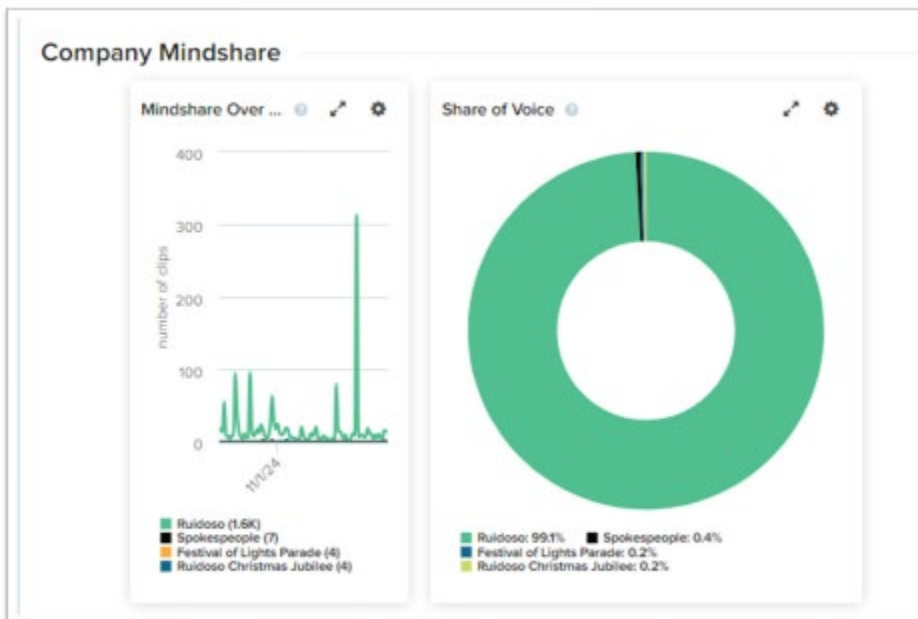 Company Mindshare
Mindshare Over ...
400
300
200
100
0
number of clips
11/1/24
Ruidoso (1.6K)
Spokespeople (7)
Festival of Lights Parade (4)
Ruidoso Christmas Jubilee (4)
Share of Voice
Ruidoso: 99.1% Spokespeople: 0.4%
Festival of Lights Parade: 0.2%
Ruidoso Christmas Jubilee: 0.2%